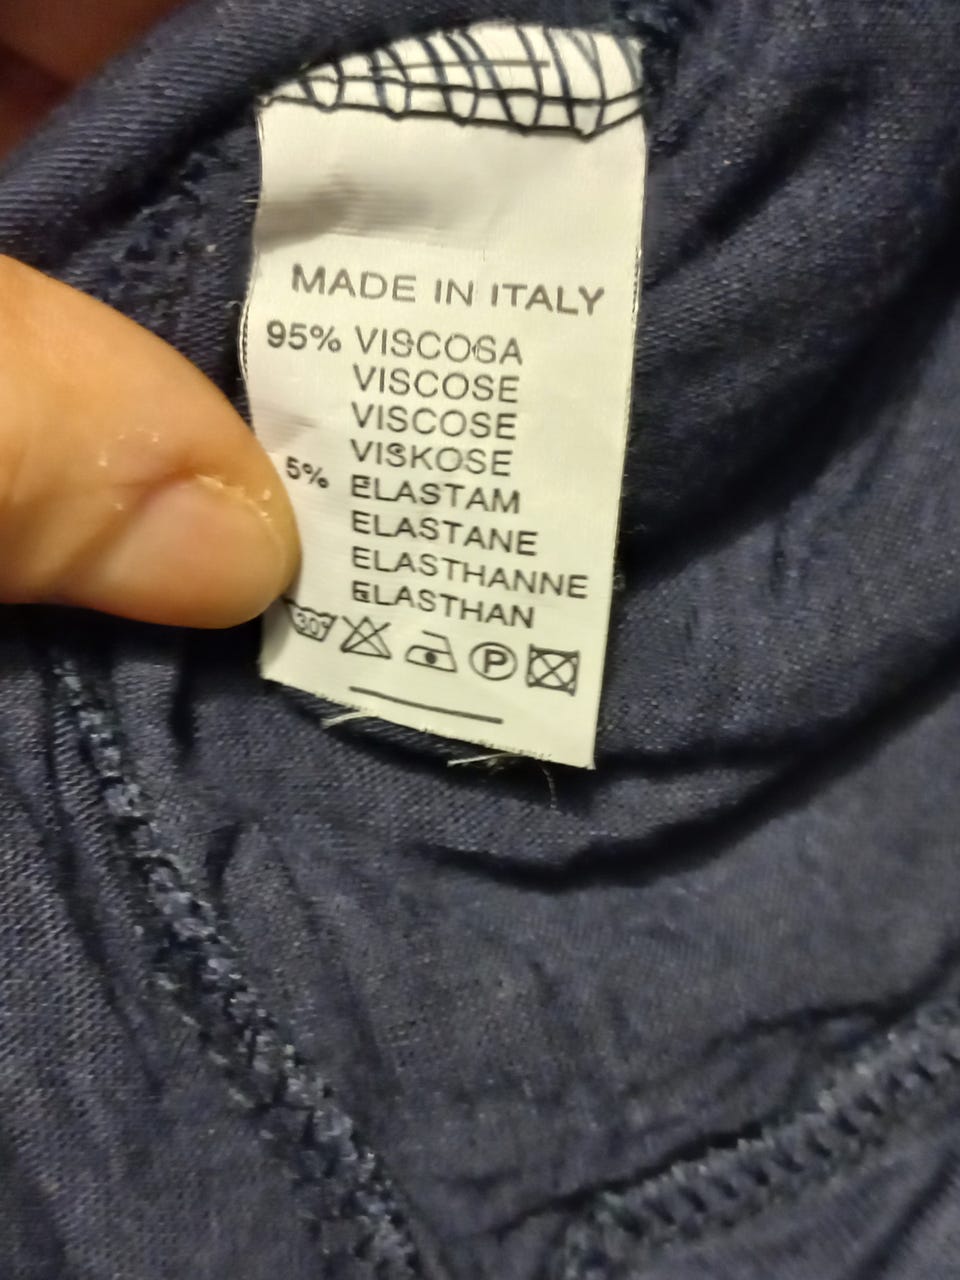 MADE IN ITALY
95% VISCOSA
VISCOSE
VISCOSE
VISKOSE
5% ELASTAM
ELASTANE
ELASTHANNE
ELASTHAN
30° P